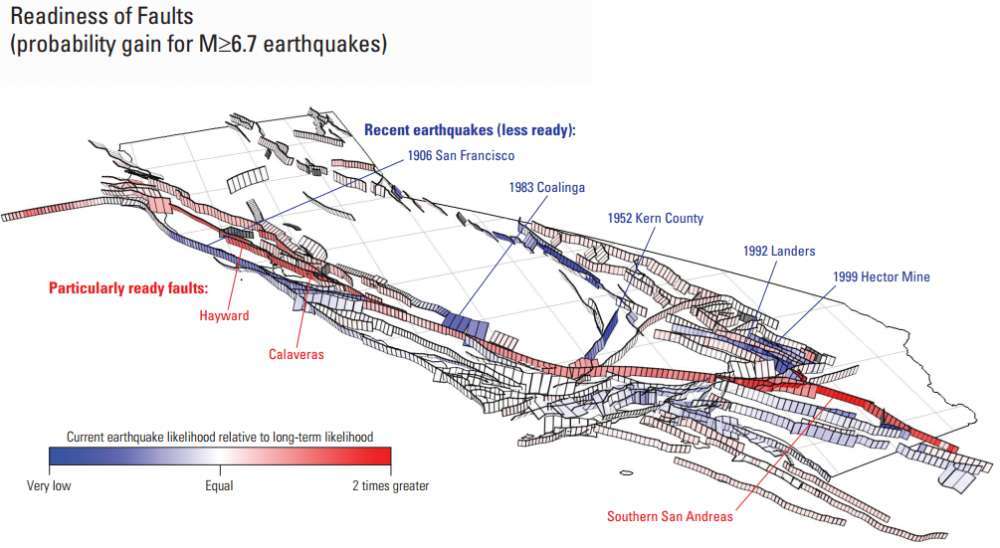 Readiness of Faults
(probability gain for M≥6.7 earthquakes)
Recent earthquakes (less ready):
1906 San Francisco
1983 Coalinga
1952 Kern County
1992 Landers
1999 Hector Mine
Particularly ready faults:
Hayward
Calaveras
Southern San Andreas
Current earthquake likelihood relative to long-term likelihood
Very low
Equal
2 times greater